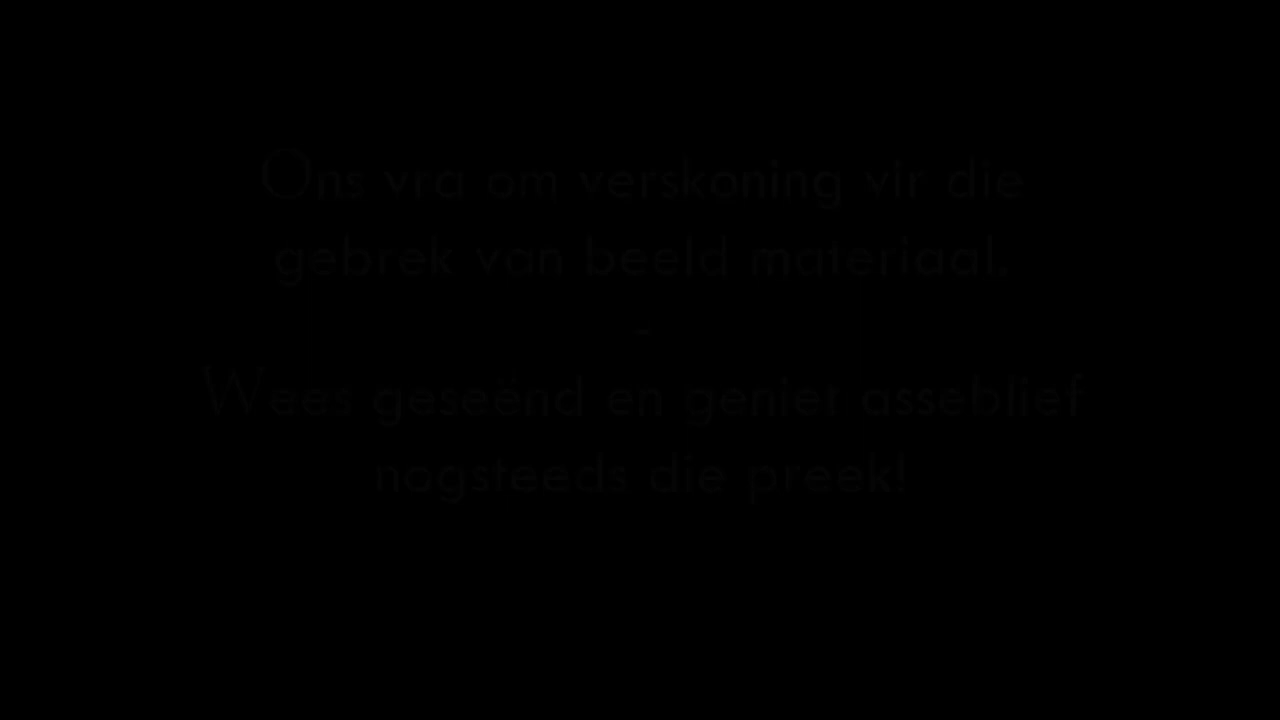 Ons vra om verskoning vir die
gebrek van beeld materiaal.
-
Wees geseënd en geniet asseblief
nogsteeds die preek!